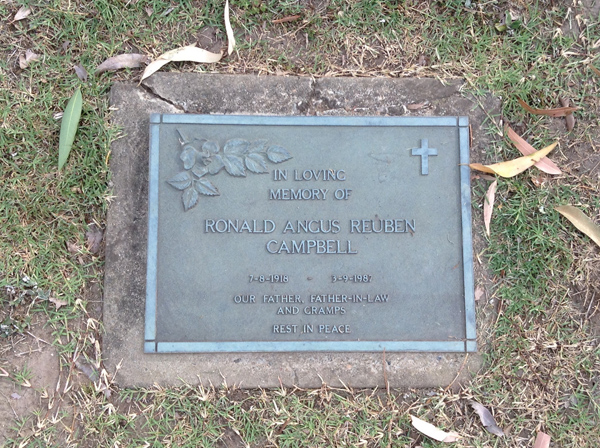 IN LOVING
MEMORY OF
RONALD ANGUS REUBEN
CAMPBELL
7-8-1918 - 3-9-1987
OUR FATHER, FATHER-IN-LAW
AND GRAMPS
REST IN PEACE